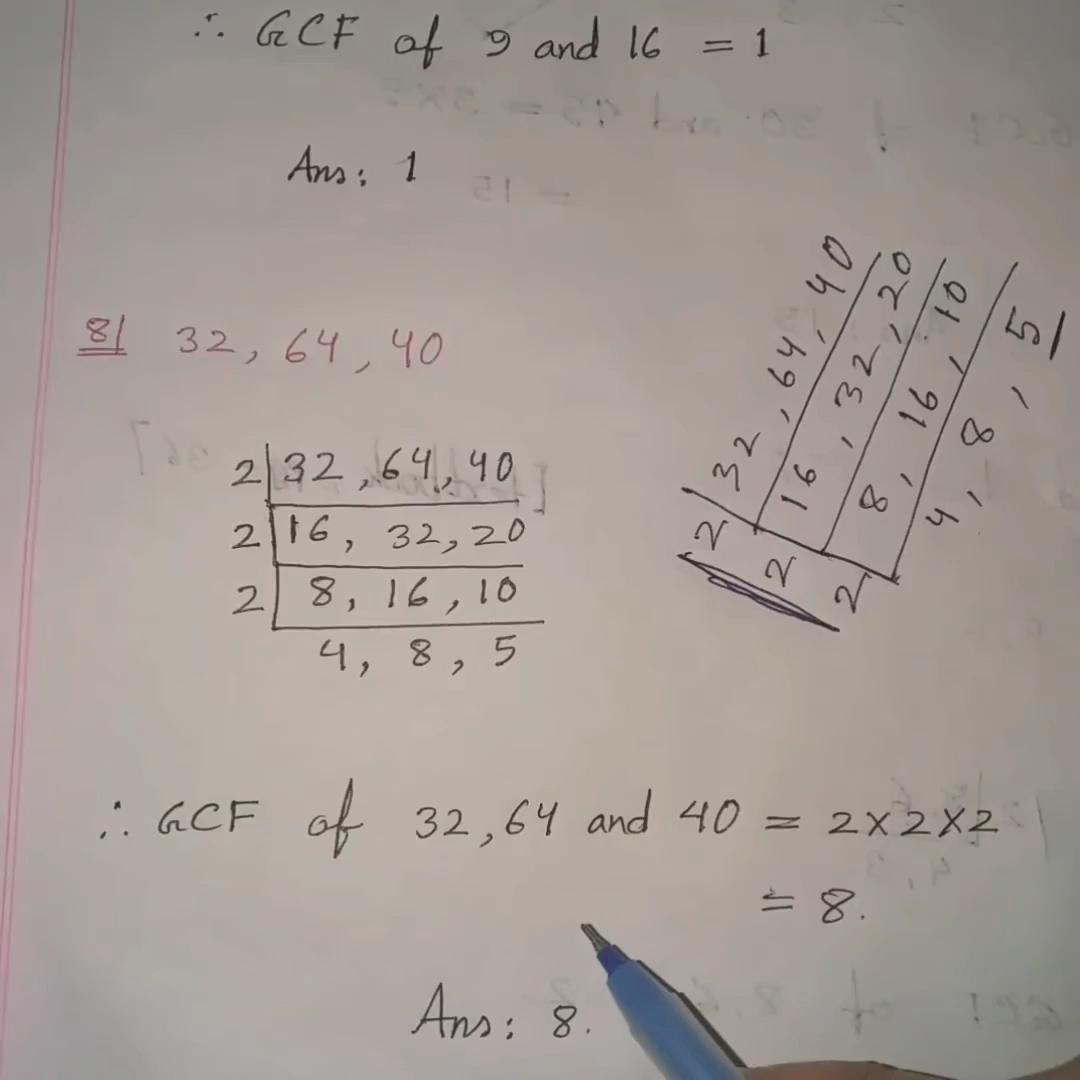 ∴ GCF of 9 and 16 = 1
Ans: 1
8| 32, 64, 40
2|32, 64, 40
2|16, 32, 20
2|8, 16, 10
4, 8, 5
2|32, 64, 40
2|16, 32, 20
2|8, 16, 10
4, 8, 5
∴ GCF of 32, 64 and 40 = 2×2×2
= 8.
Ans: 8.